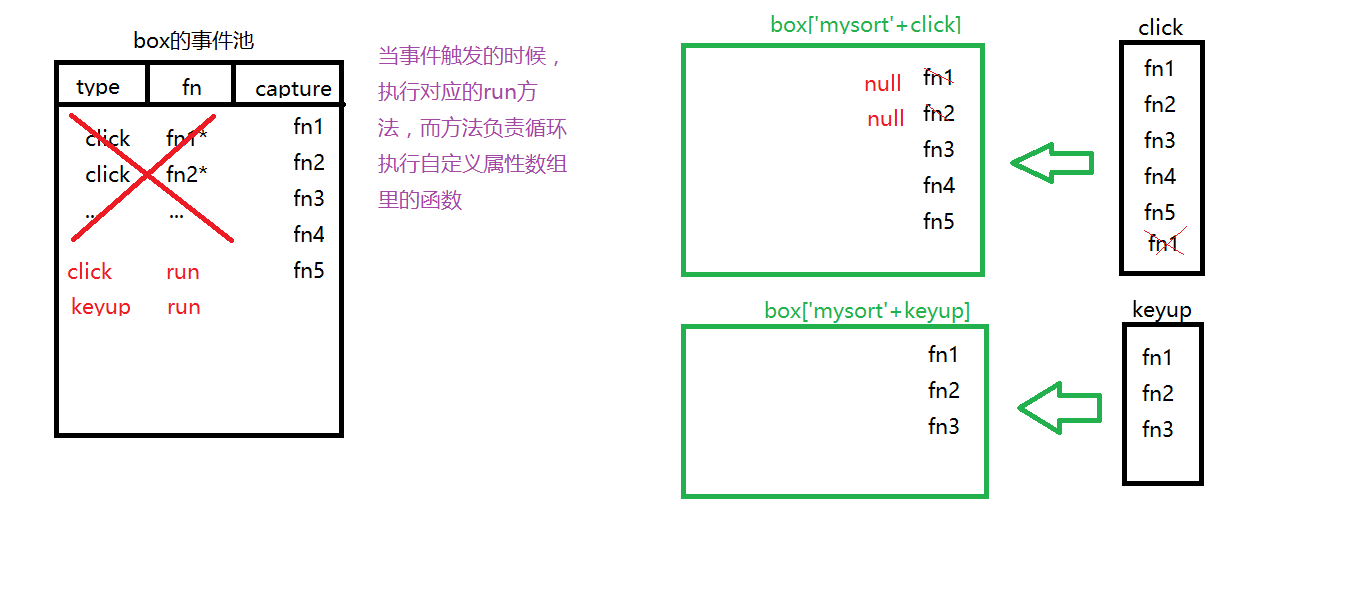 box的事件池
type fn capture
click fn1* fn1
click fn2* fn2
.. ... fn3
fn4
click run fn5
keyup run
当事件触发的时候，
执行对应的run方
法，而方法负责循环
执行自定义属性数组
里的函数
box['mysort'+click]
null fn1
null fn2
fn3
fn4
fn5
click
fn1
fn2
fn3
fn4
fn5
fn1
box['mysort'+keyup]
fn1
fn2
fn3
keyup
fn1
fn2
fn3